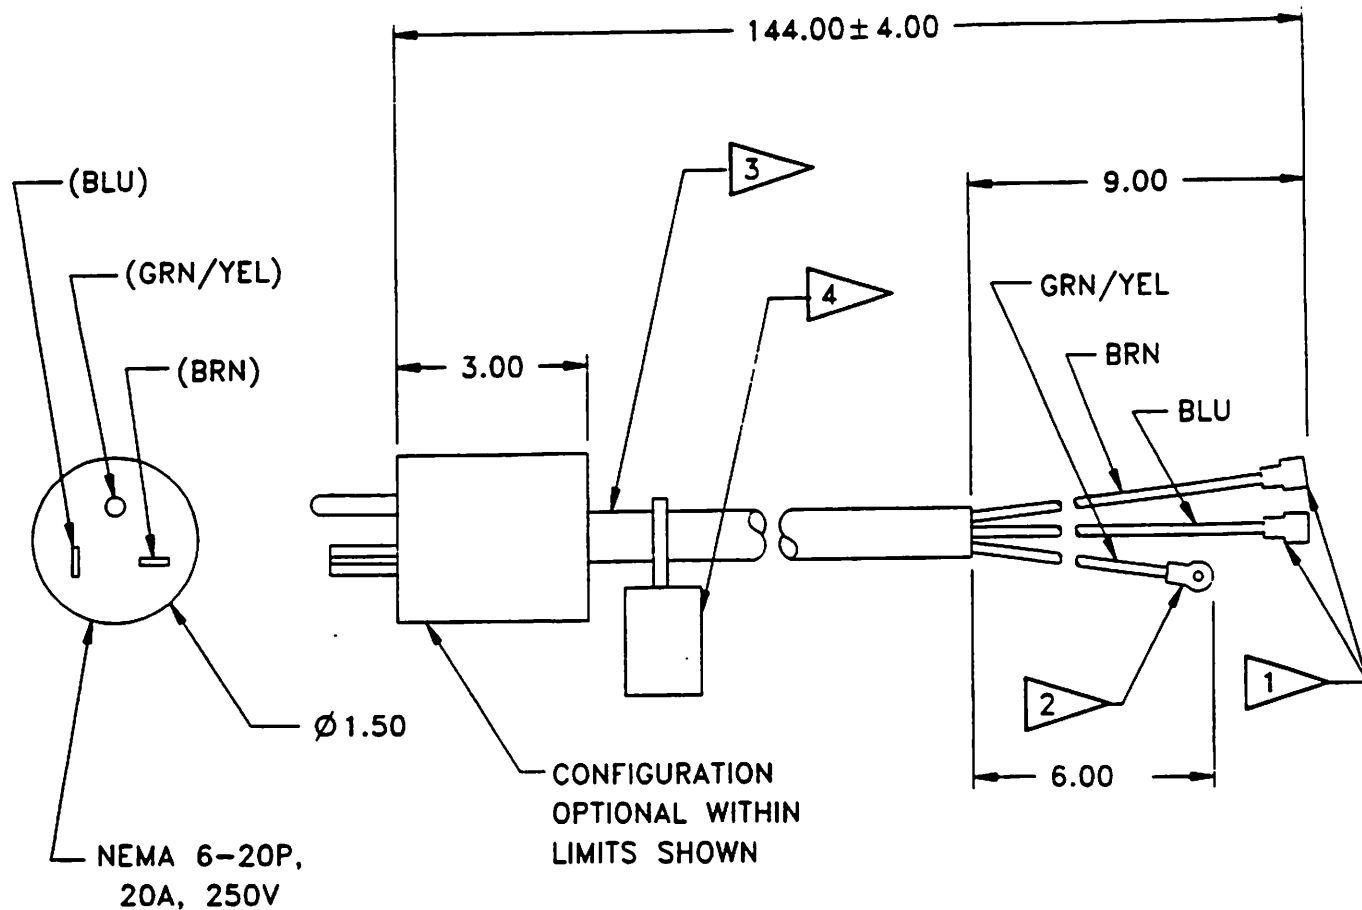 144.00±4.00
3
(BLU)
9.00
(GRN/YEL)
4
GRN/YEL
3.00
BRN
(BRN)
BLU
1
2
Ø1.50
CONFIGURATION
OPTIONAL WITHIN
LIMITS SHOWN
6.00
NEMA 6-20P,
20A, 250V